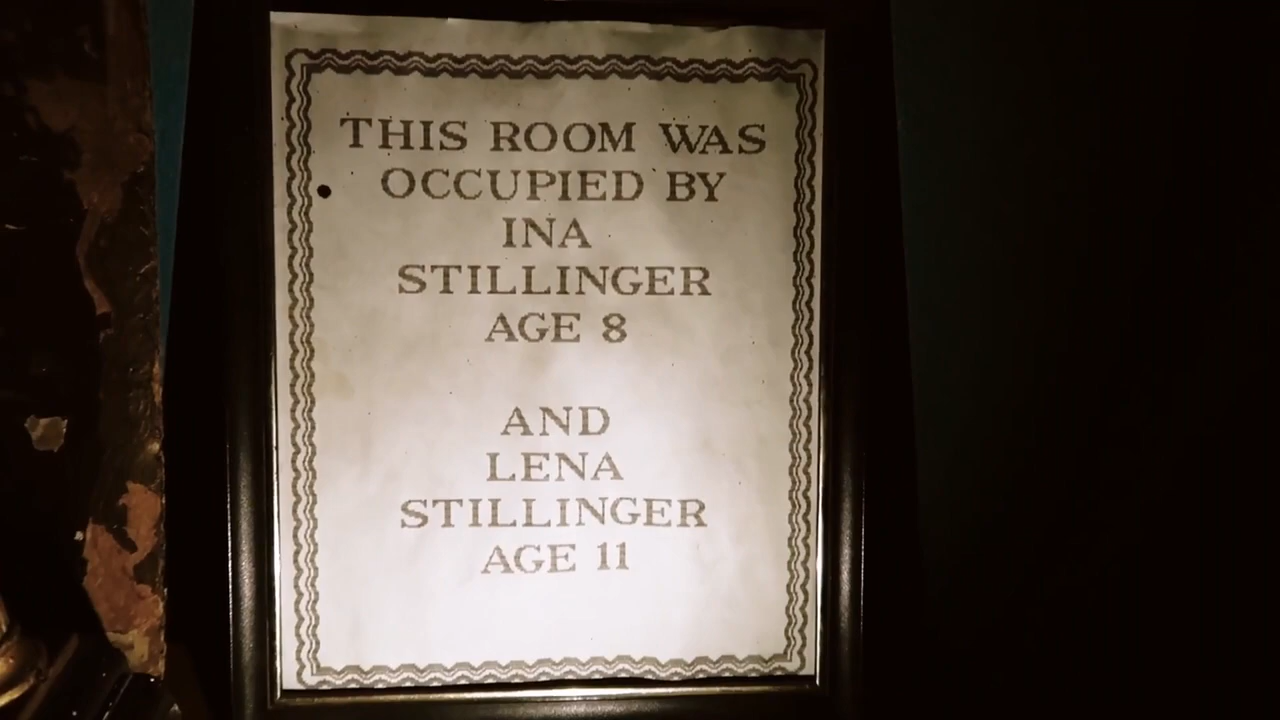 THIS ROOM WAS
OCCUPIED BY
INA
STILLINGER
AGE 8
AND
LENA
STILLINGER
AGE 11